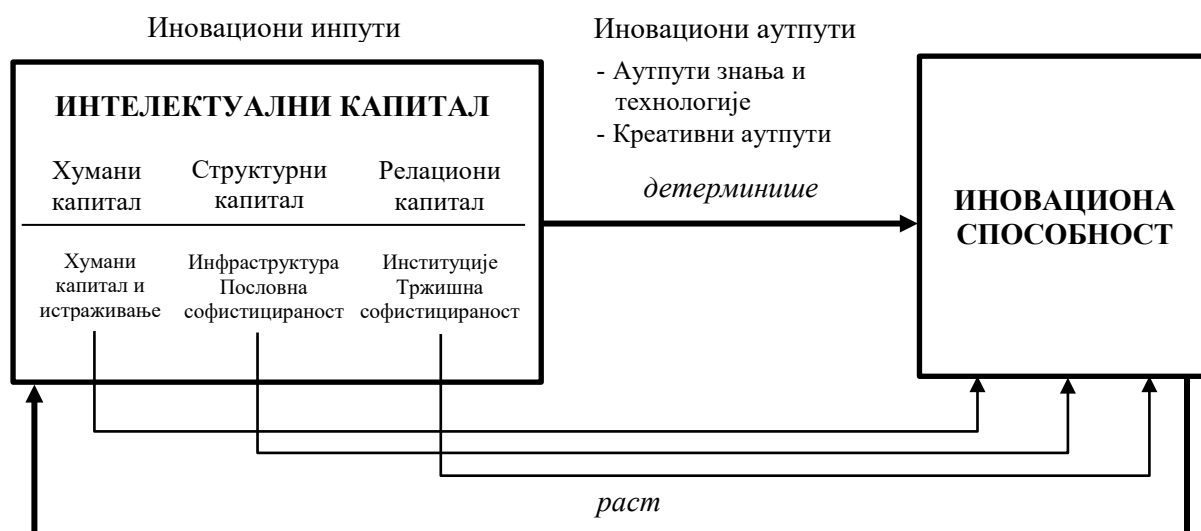 Иновациони инпути
ИНТЕЛЕКТУАЛНИ КАПИТАЛ
Хумани
капитал
Структурни
капитал
Релациони
капитал
Хумани
капитал и
истраживање
Инфраструктура
Пословна
софистицираност
Институције
Тржишна
софистицираност
Иновациони аутпути
- Аутпути знања и
технологије
- Креативни аутпути
детерминише
ИНОВАЦИОНА
СПОСОБНОСТ
раст